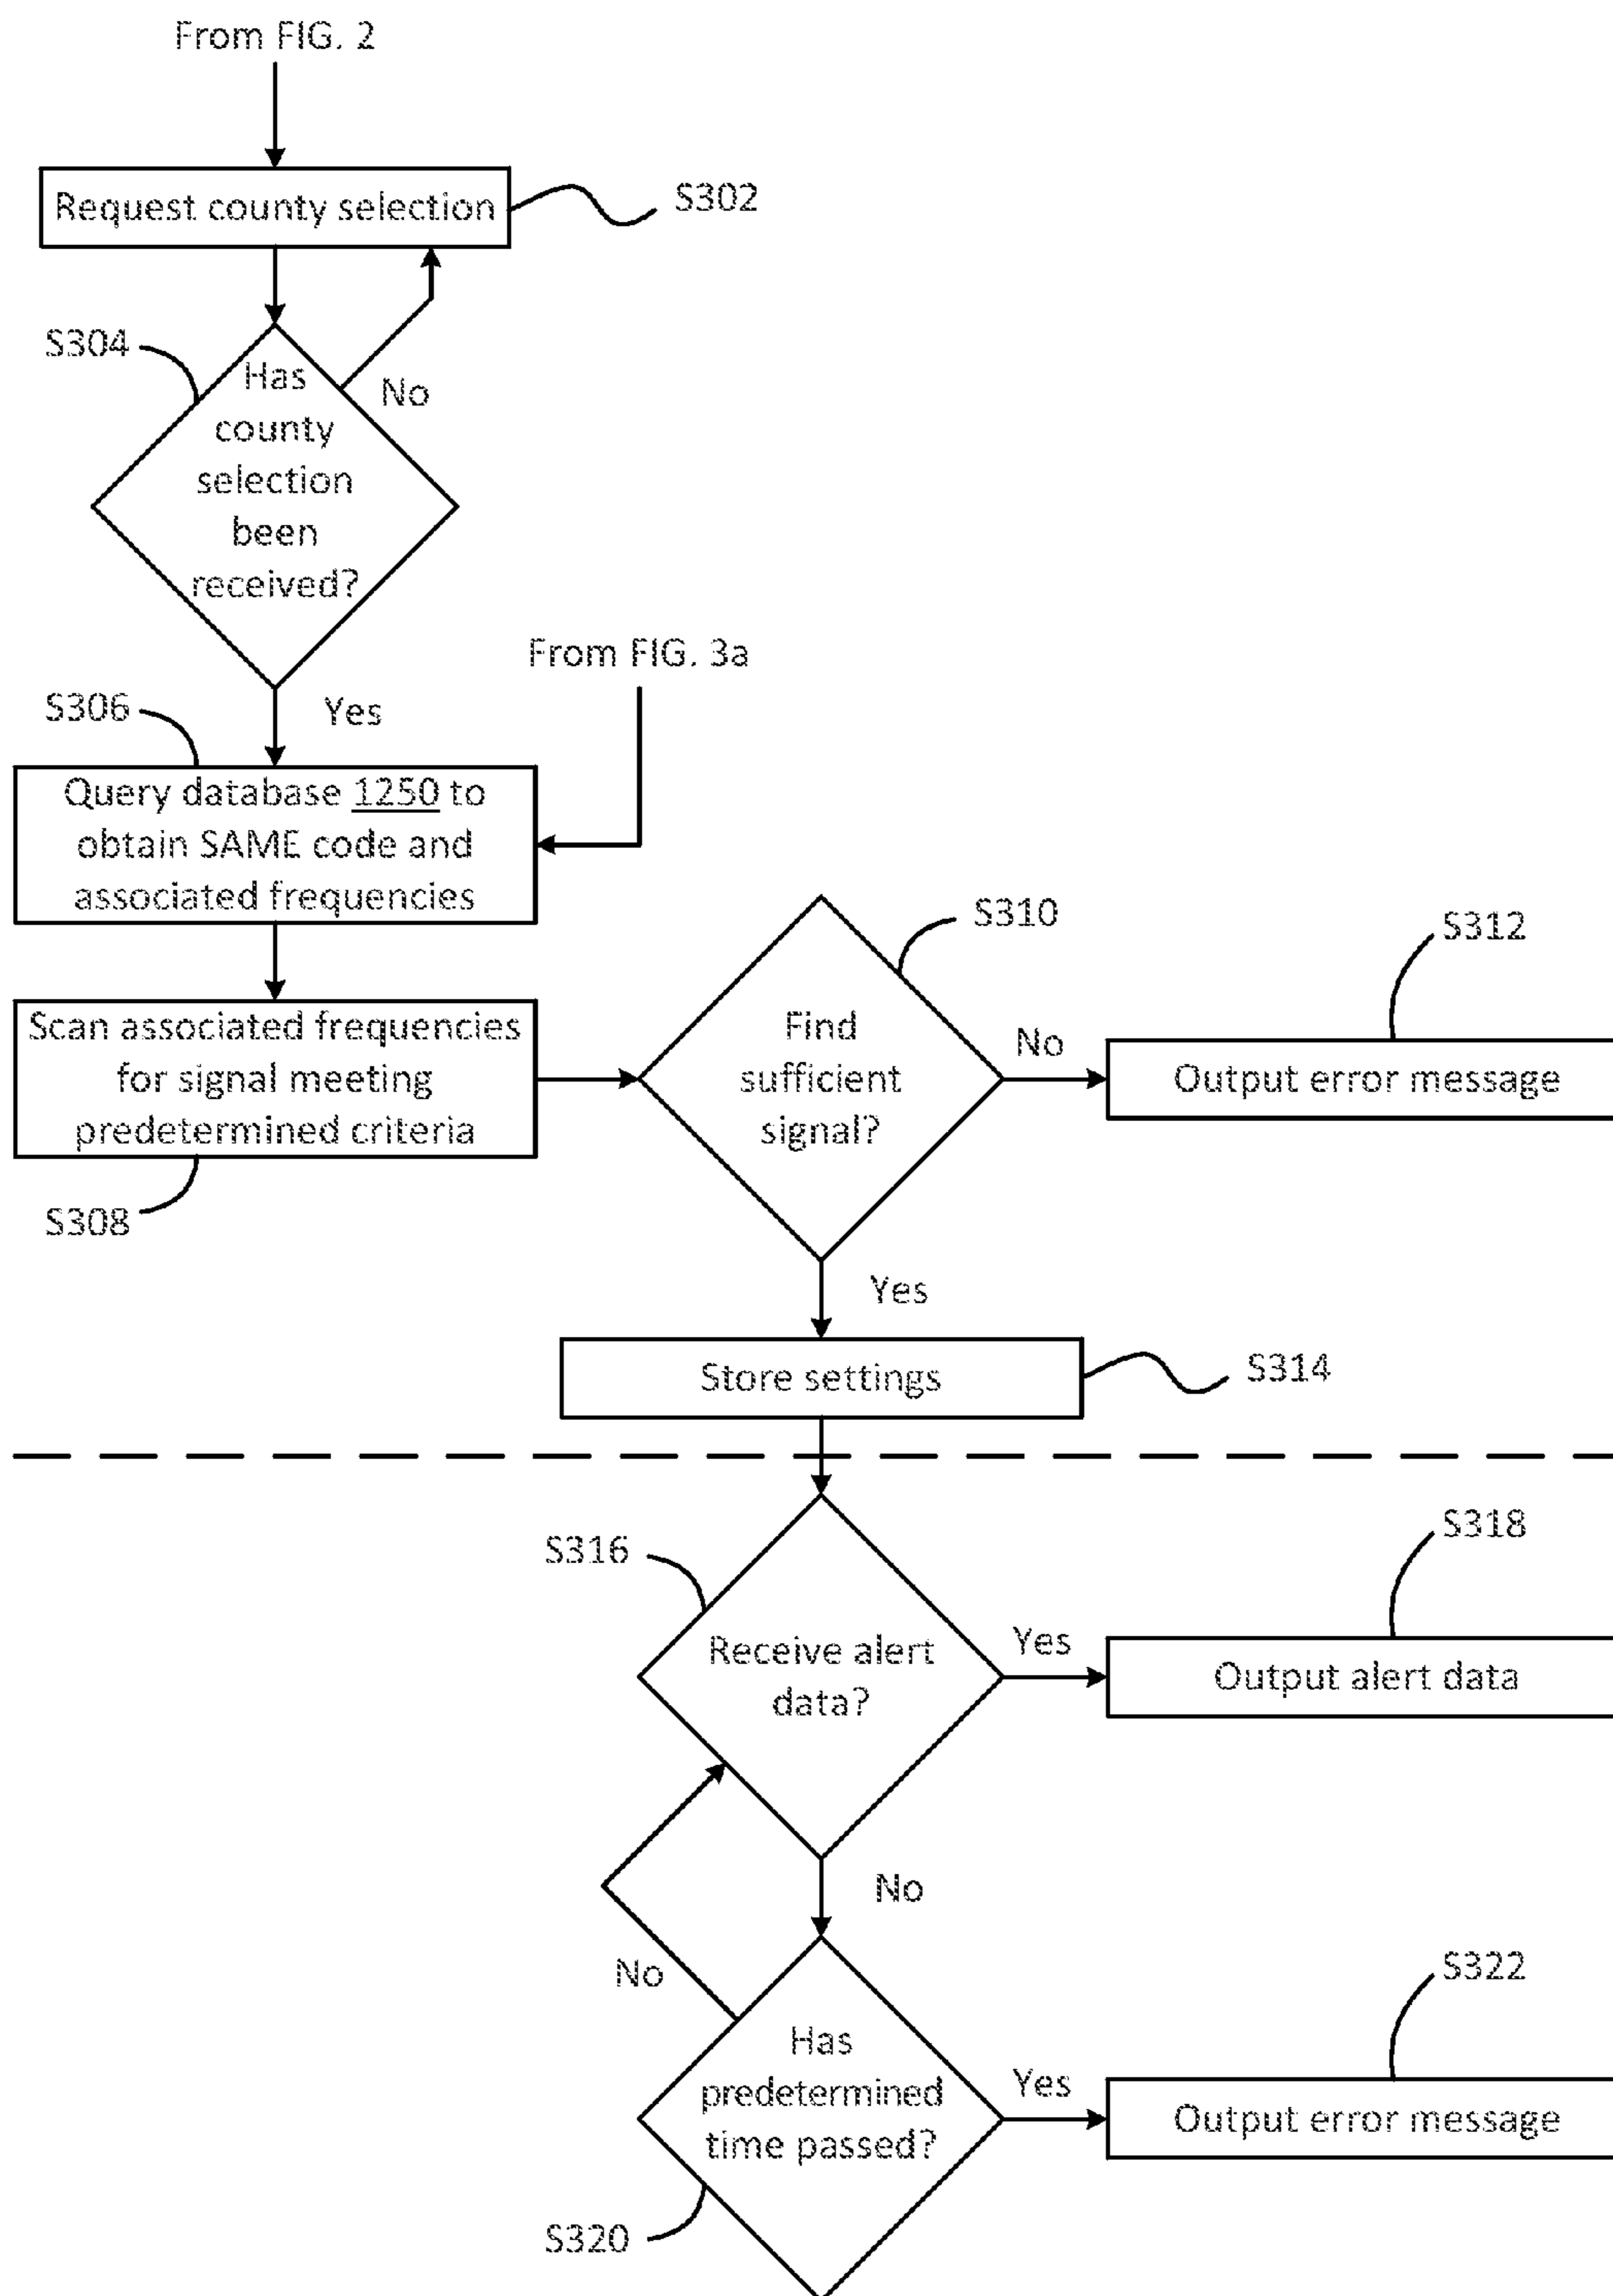 From FIG. 2
Request county selection
S302
S304
Has
county
selection
been
received?
No
From FIG. 3a
S306
Yes
Query database 1250 to
obtain SAME code and
associated frequencies
S310
S312
Scan associated frequencies
for signal meeting
predetermined criteria
Find
sufficient
signal?
No
Output error message
S308
Yes
Store settings
S314
S316
S318
Receive alert
data?
Yes
Output alert data
No
No
S322
Has
predetermined
time passed?
Yes
Output error message
S320